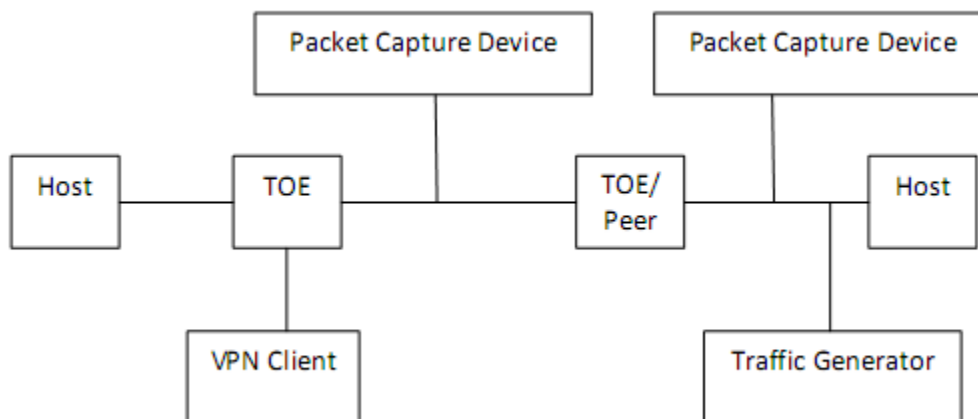 Packet Capture Device
Packet Capture Device
Host
TOE
TOE/
Peer
Host
VPN Client
Traffic Generator